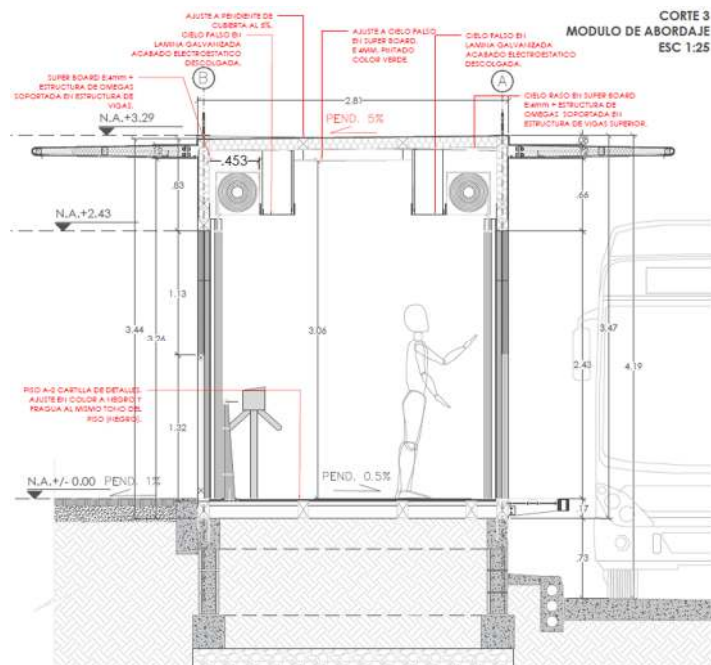 CORTE 3
MODULO DE ABORDAJE
ESC 1:25
AJUSTE A PENDIENTE DE
CUBIERTA AL 5%.
CIELO FALSO EN
LAMINA GALVANIZADA
ACABADO ELECTROESTATICO
DESCOLGADA.
AJUSTE A CIELO FALSO
EN SUPER BOARD.
E:4MM. PINTADO
COLOR VERDE.
CIELO FALSO EN
LAMINA GALVANIZADA
ACABADO ELECTROESTATICO
DESCOLGADA.
SUPER BOARD E:4mm +
ESTRUCTURA DE OMEGAS
SOPORTADA EN ESTRUCTURA DE
VIGAS.
CIELO RASO EN SUPER BOARD
E:4mm + ESTRUCTURA DE
OMEGAS SOPORTADA EN
ESTRUCTURA DE VIGAS SUPERIOR.
B
A
2.81
N.A.+3.29
PEND. 5%
.453
.83
.66
N.A.+2.43
1.13
3.44
3.26
3.06
3.47
2.43
4.19
PISO A-2 CARTILLA DE DETALLES.
AJUSTE EN COLOR A NEGRO Y
FRAGUA AL MISMO TONO DEL
PISO (NEGRO).
1.32
N.A.+/- 0.00
PEND. 1%
PEND. 0.5%
.17
.73